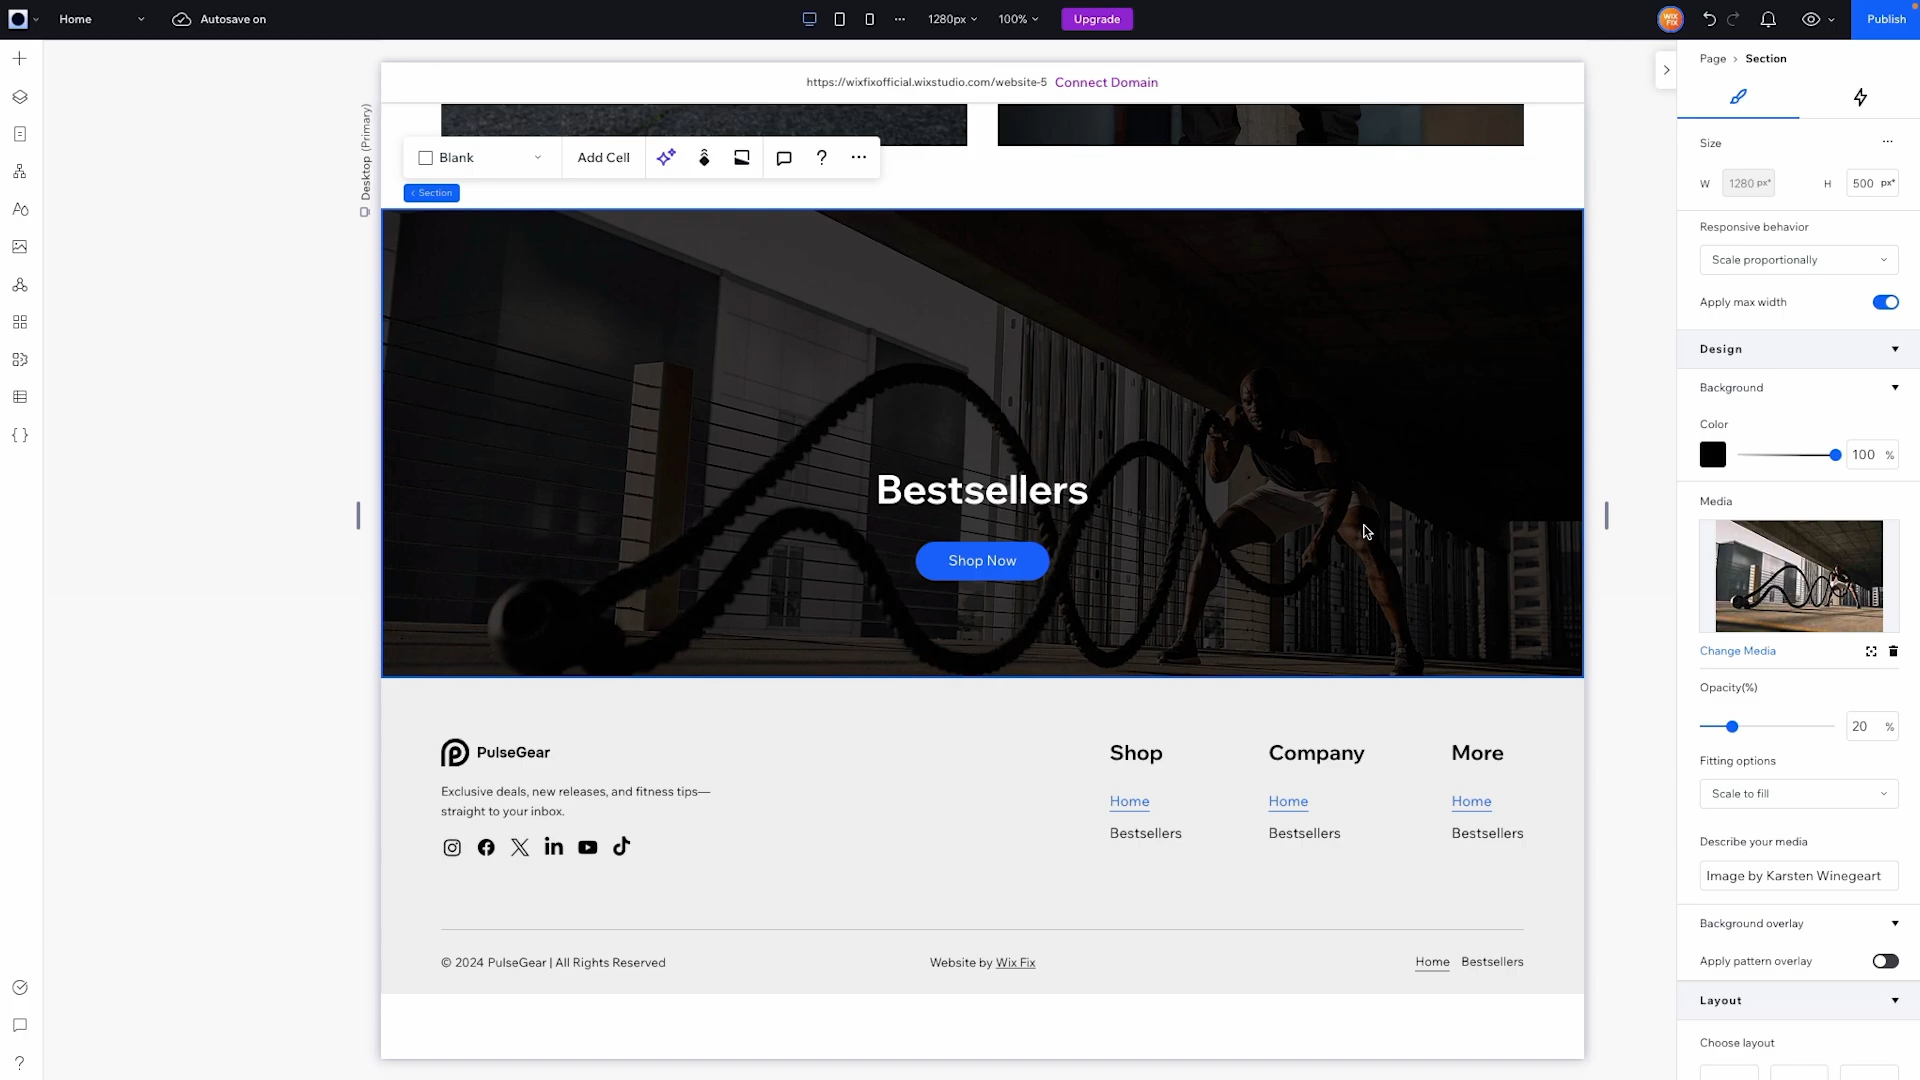 Home
Autosave on
1280px
100%
Upgrade
WIX
FIX
Publish
https://wixfixofficial.wixstudio.com/website-5 Connect Domain
Desktop (Primary)
Blank
Add Cell
?
< Section
Bestsellers
Shop Now
PulseGear
Exclusive deals, new releases, and fitness tips—
straight to your inbox.
Shop
Home
Bestsellers
Company
Home
Bestsellers
More
Home
Bestsellers
© 2024 PulseGear | All Rights Reserved
Website by Wix Fix
Home Bestsellers
Page > Section
Size
W 1280 px*
H 500 px*
Responsive behavior
Scale proportionally
Apply max width
Design
Background
Color
100 %
Media
Change Media
Opacity(%)
20 %
Fitting options
Scale to fill
Describe your media
Image by Karsten Winegeart
Background overlay
Apply pattern overlay
Layout
Choose layout